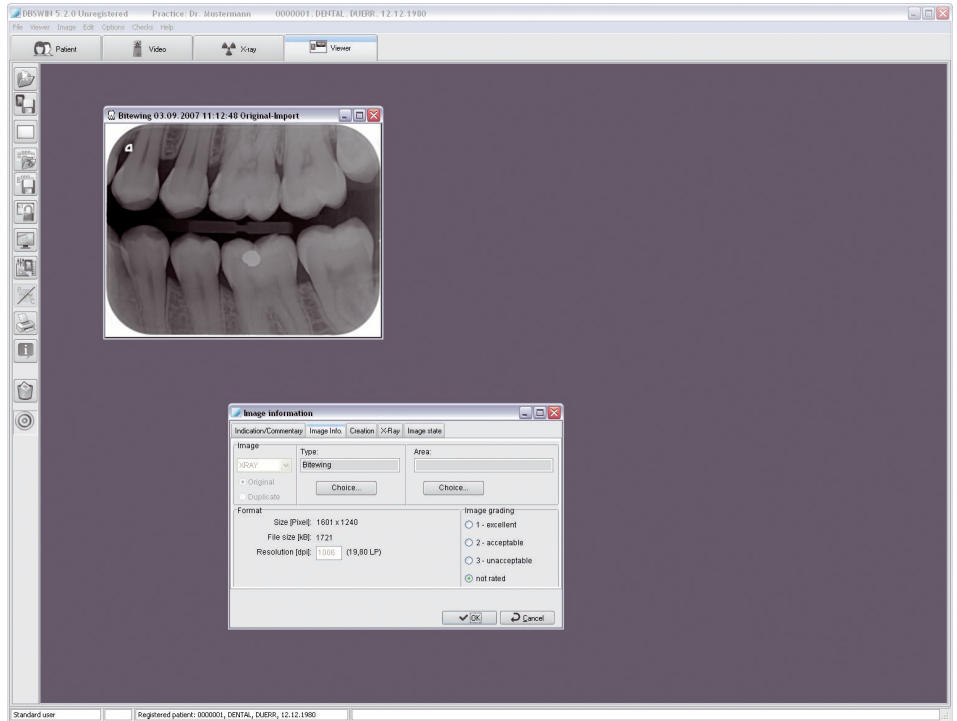 DBSWIN 5.2.0 Unregistered Practice: Dr. Mustermann 0000001, DENTAL, DUERR, 12.12.1980
File Viewer Image Edit Options Checks Help
Patient Video X-ray Viewer
Bitewing 03.09.2007 11:12:48 Original-Import
Image information
Indication/Commentary Image Info. Creation X-Ray Image state
Image
Type: Area:
XRAY Bitewing
Original
Duplicate
Choice... Choice...
Format Image grading
Size [Pixel]: 1601 x 1240 1 - excellent
File size [kB]: 1721 2 - acceptable
Resolution [dpi]: 1006 (19,80 LP) 3 - unacceptable
not rated
OK Cancel
Standard user Registered patient: 0000001, DENTAL, DUERR, 12.12.1980